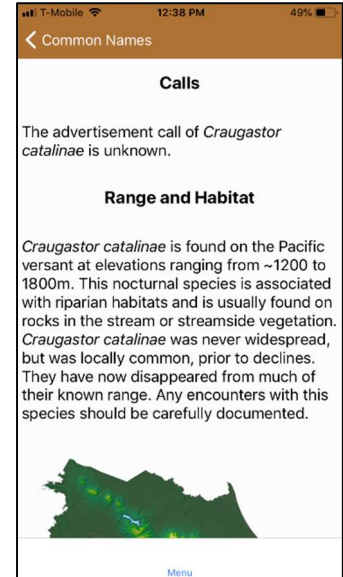 T-Mobile 12:38 PM 49%
Common Names
Calls
The advertisement call of Craugastor
catalinae is unknown.
Range and Habitat
Craugastor catalinae is found on the Pacific
versant at elevations ranging from ~1200 to
1800m. This nocturnal species is associated
with riparian habitats and is usually found on
rocks in the stream or streamside vegetation.
Craugastor catalinae was never widespread,
but was locally common, prior to declines.
They have now disappeared from much of
their known range. Any encounters with this
species should be carefully documented.
Menu